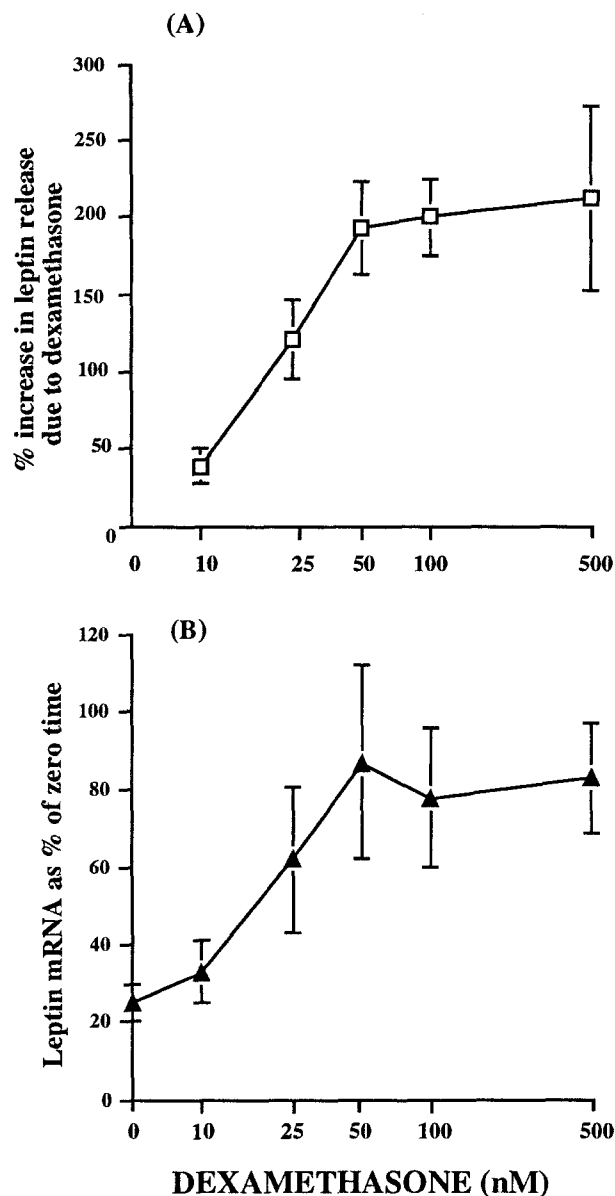 (A)
% increase in leptin release
due to dexamethasone
300
250
200
150
100
50
0
0 10 25 50 100 500
(B)
Leptin mRNA as % of zero time
120
100
80
60
40
20
0
0 10 25 50 100 500
DEXAMETHASONE (nM)